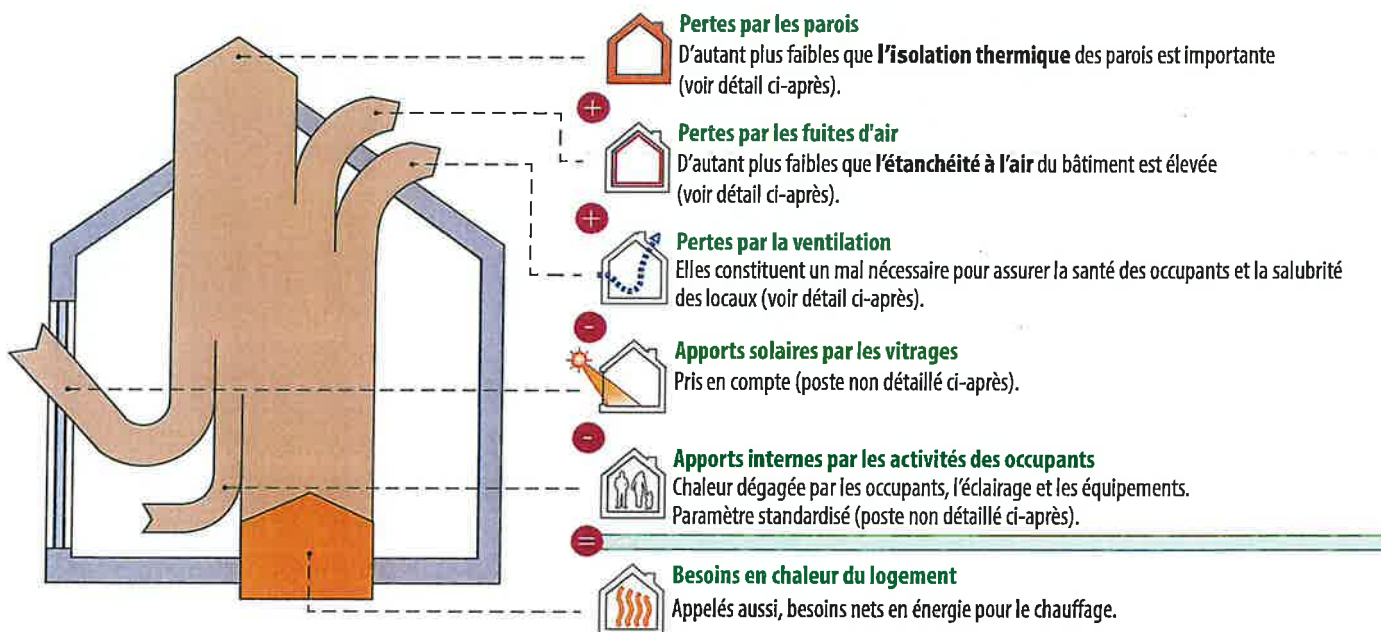 Pertes par les parois
D'autant plus faibles que l'isolation thermique des parois est importante
(voir détail ci-après).
+
Pertes par les fuites d'air
D'autant plus faibles que l'étanchéité à l'air du bâtiment est élevée
(voir détail ci-après).
+
Pertes par la ventilation
Elles constituent un mal nécessaire pour assurer la santé des occupants et la salubrité
des locaux (voir détail ci-après).
-
Apports solaires par les vitrages
Pris en compte (poste non détaillé ci-après).
-
Apports internes par les activités des occupants
Chaleur dégagée par les occupants, l'éclairage et les équipements.
Paramètre standardisé (poste non détaillé ci-après).
=
Besoins en chaleur du logement
Appelés aussi, besoins nets en énergie pour le chauffage.